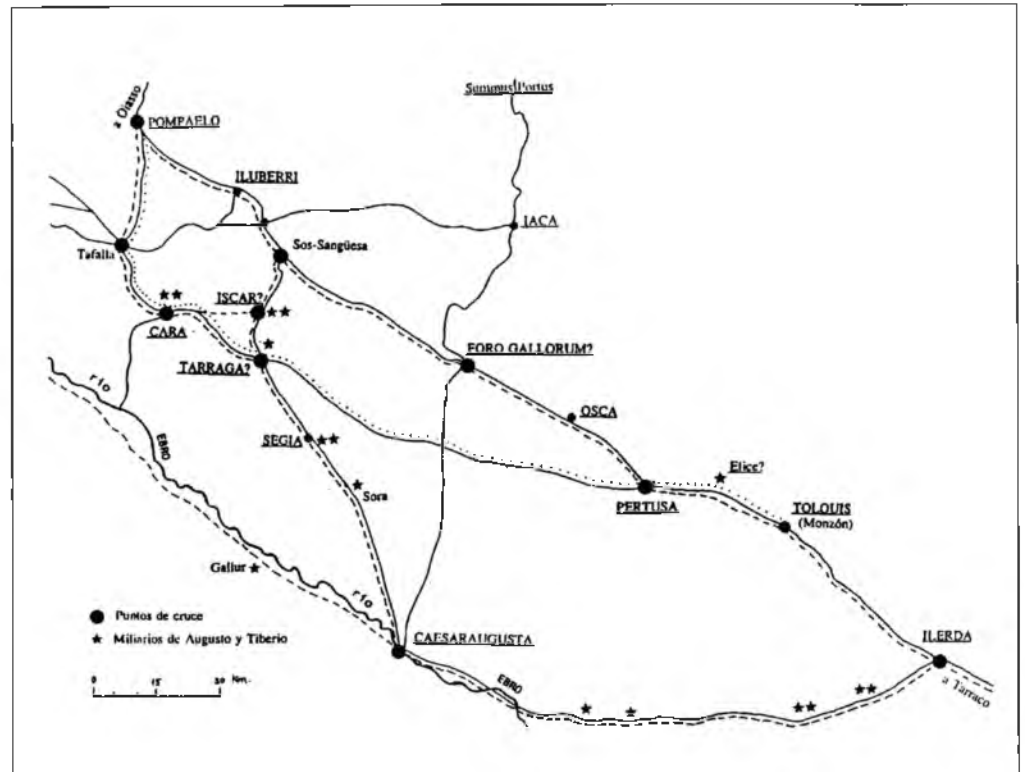 Summus Portus
a Oiasso
POMPAELO
ILUBERRI
IACA
Sos-Sangüesa
Tafalla
ISCAR?
CARA
FORO GALLORUM?
TARRAGA?
río
EBRO
OSCA
SEGIA
Elice?
Sora
PERTUSA
TOLOUIS
(Monzón)
Gallur
río
Puntos de cruce
Miliarios de Augusto y Tiberio
CAESARAUGUSTA
ILERDA
EBRO
a Tarraco
0 15 30 Km.